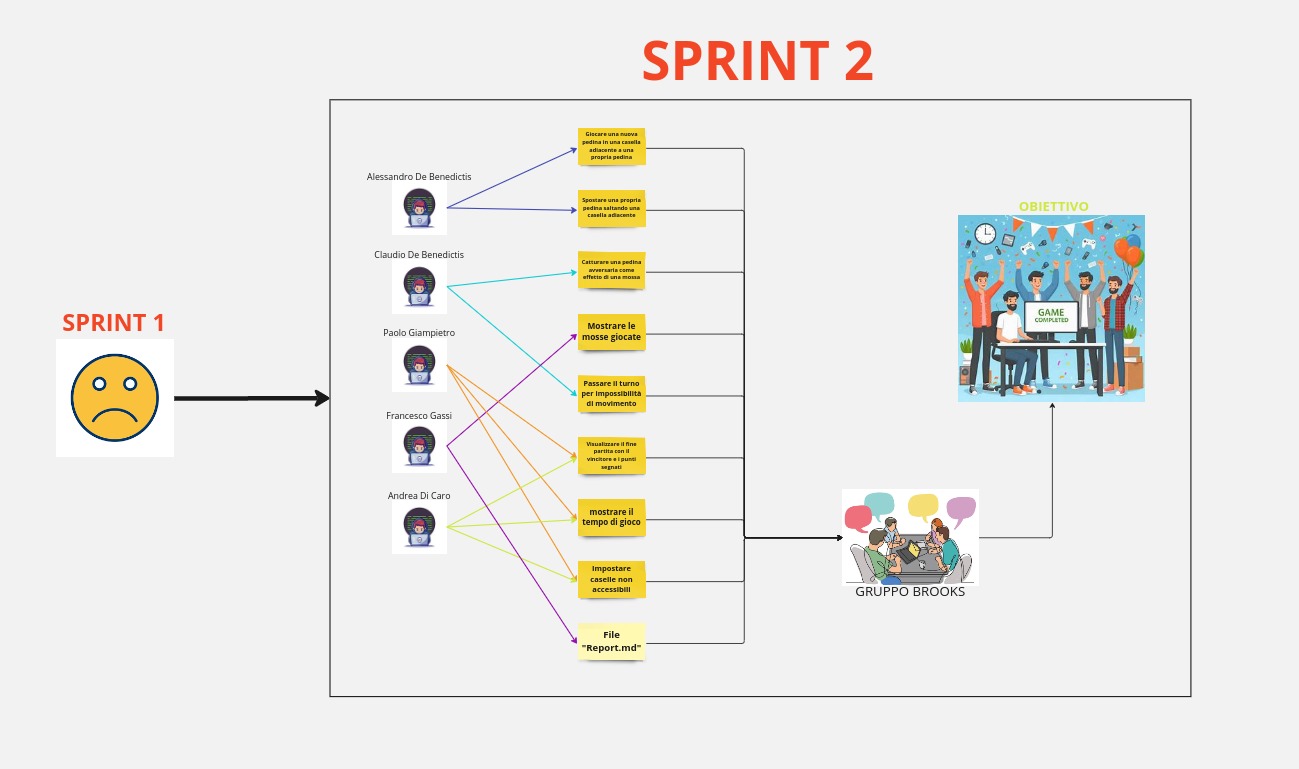 SPRINT 2
SPRINT 1
Alessandro De Benedictis
Claudio De Benedictis
Paolo Giampietro
Francesco Gassi
Andrea Di Caro
Giocare una nuova
pedina in una casella
adiacente a una
propria pedina
Spostare una propria
pedina saltando una
casella adiacente
Catturare una pedina
avversaria come
effetto di una mossa
Mostrare le
mosse giocate
Passare il turno
per impossibilità
di movimento
Visualizzare il fine
partita con il
vincitore e i punti
segnati
mostrare il
tempo di gioco
Impostare
caselle non
accessibili
File
"Report.md"
OBIETTIVO
GAME
COMPLETED
GRUPPO BROOKS